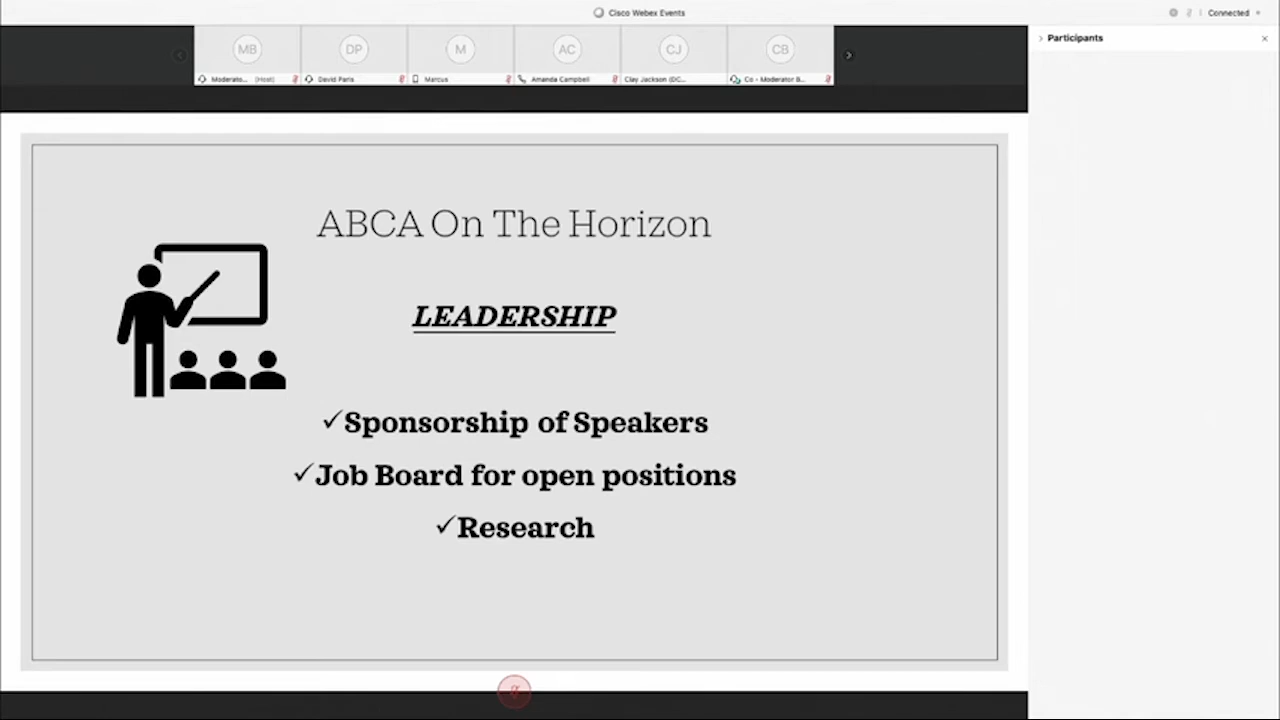 Cisco Webex Events
Connected
Participants
MB
DP
M
AC
CJ
CB
Moderato... (Host)
David Paris
Marcus
Amanda Campbell
Clay Jackson (DC...
Co - Moderator B...
ABCA On The Horizon
LEADERSHIP
✓Sponsorship of Speakers
✓Job Board for open positions
✓Research